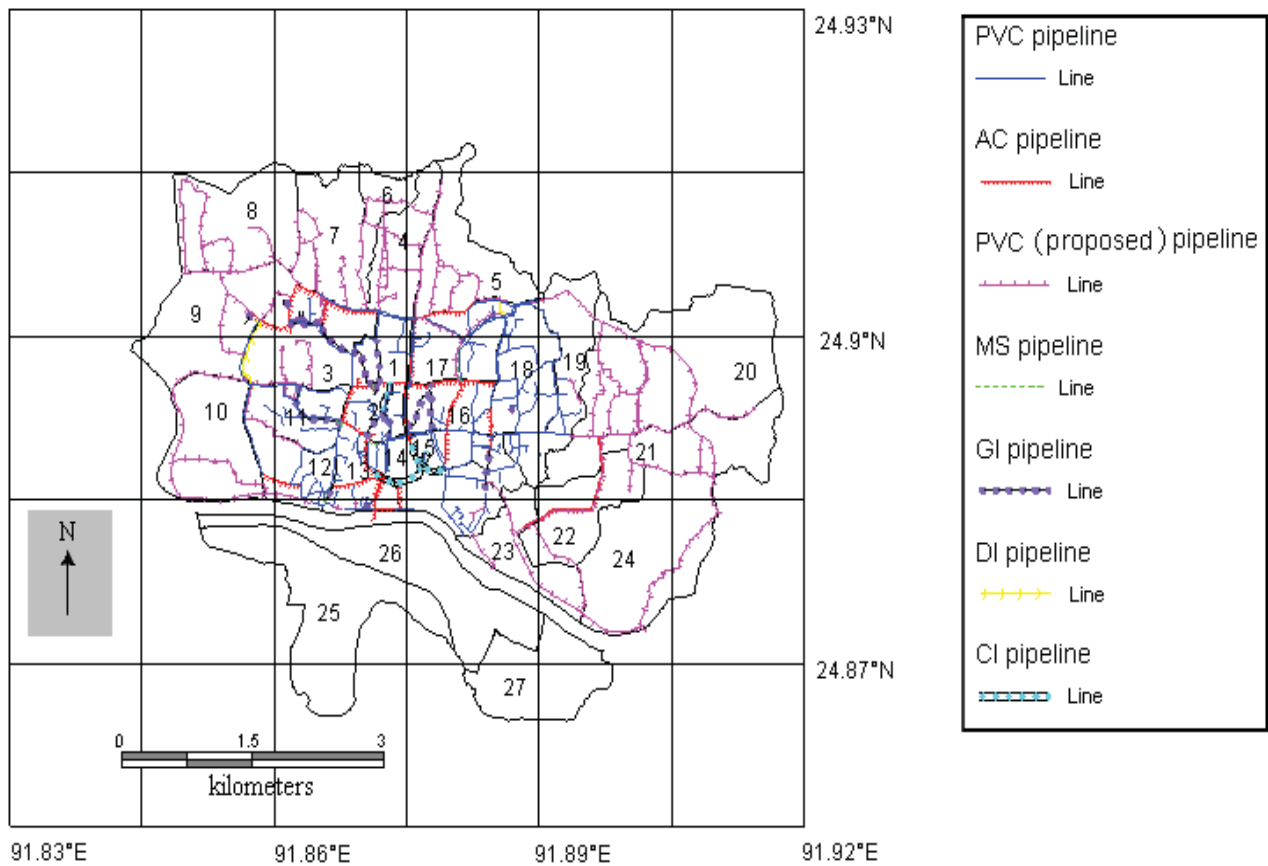 24.93°N
PVC pipeline
Line
AC pipeline
Line
6
8
7
4
PVC (proposed) pipeline
5
Line
9
24.9°N
MS pipeline
1
17
18
19
20
3
Line
10
2
16
11
15
GI pipeline
21
12
13
14
Line
N
22
26
23
24
DI pipeline
25
Line
CI pipeline
24.87°N
27
Line
0
1.5
3
kilometers
91.83°E
91.86°E
91.89°E
91.92°E